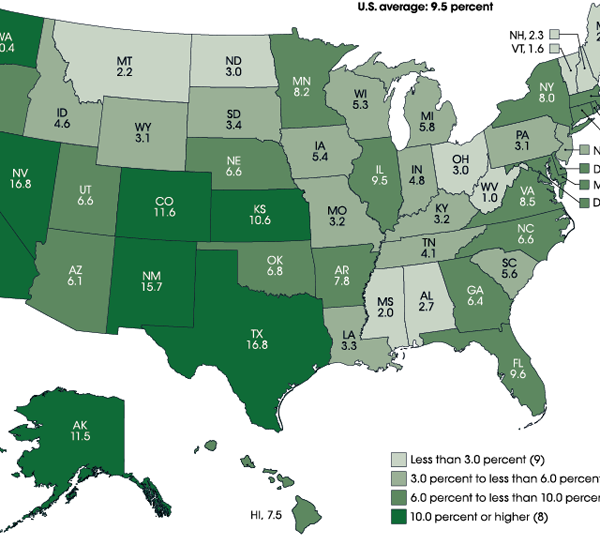 U.S. average: 9.5 percent
NH, 2.3
VT, 1.6
WA
0.4
MT
2.2
ND
3.0
MN
8.2
ID
4.6
WY
3.1
SD
3.4
WI
5.3
MI
5.8
NY
8.0
NV
16.8
UT
6.6
CO
11.6
NE
6.6
KS
10.6
IA
5.4
MO
3.2
IL
9.5
IN
4.8
OH
3.0
PA
3.1
N
D
M
D
WV
1.0
VA
8.5
KY
3.2
NC
6.6
TN
4.1
SC
5.6
AZ
6.1
NM
15.7
OK
6.8
AR
7.8
TX
16.8
LA
3.3
MS
2.0
AL
2.7
GA
6.4
FL
9.6
AK
11.5
HI, 7.5
Less than 3.0 percent (9)
3.0 percent to less than 6.0 percen
6.0 percent to less than 10.0 percen
10.0 percent or higher (8)